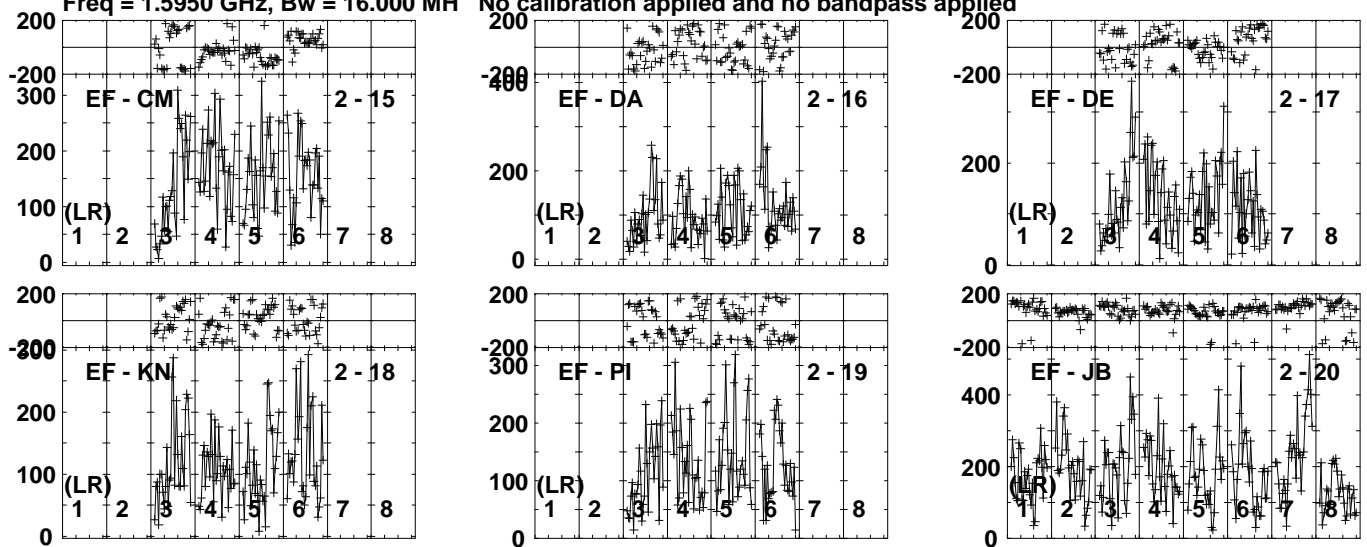 Freq = 1.5950 GHz, Bw = 16.000 MH No calibration applied and no bandpass applied
200 200 200
-200 -200 -200
300 EF - CM 2 - 15 400 EF - DA 2 - 16 EF - DE 2 - 17
200 200 200
100
(LR) (LR) (LR)
1 2 3 4 5 6 7 8 1 2 3 4 5 6 7 8 1 2 3 4 5 6 7 8
0 0 0
200 200 200
-200 -200 -200
300 EF - KN 2 - 18 300 EF - PI 2 - 19 EF - JB 2 - 20
400
200 200 200
100 100
(LR) (LR) (LR)
1 2 3 4 5 6 7 8 1 2 3 4 5 6 7 8 1 2 3 4 5 6 7 8
0 0 0